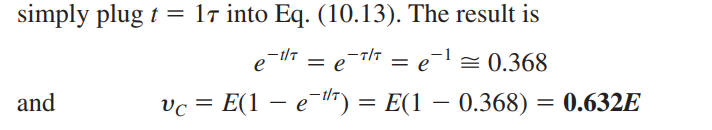 simply plug t = 1τ into Eq. (10.13). The result is
e^{−t/τ} = e^{−τ/τ} = e^{−1} ≅ 0.368
and υ_C = E(1 − e^{−t/τ}) = E(1 − 0.368) = 0.632E